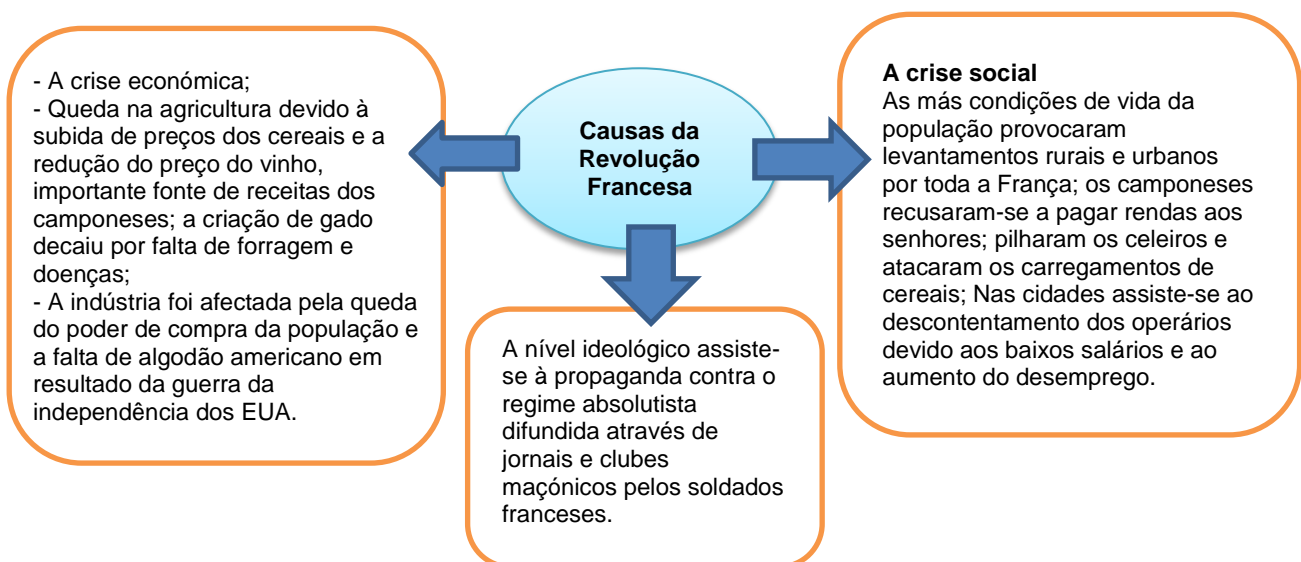 Causas da
Revolução
Francesa
- A crise económica;
- Queda na agricultura devido à
subida de preços dos cereais e a
redução do preço do vinho,
importante fonte de receitas dos
camponeses; a criação de gado
decaiu por falta de forragem e
doenças;
- A indústria foi afectada pela queda
do poder de compra da população e
a falta de algodão americano em
resultado da guerra da
independência dos EUA.
A nível ideológico assiste-
se à propaganda contra o
regime absolutista
difundida através de
jornais e clubes
maçónicos pelos soldados
franceses.
A crise social
As más condições de vida da
população provocaram
levantamentos rurais e urbanos
por toda a França; os camponeses
recusaram-se a pagar rendas aos
senhores; pilharam os celeiros e
atacaram os carregamentos de
cereais; Nas cidades assiste-se ao
descontentamento dos operários
devido aos baixos salários e ao
aumento do desemprego.